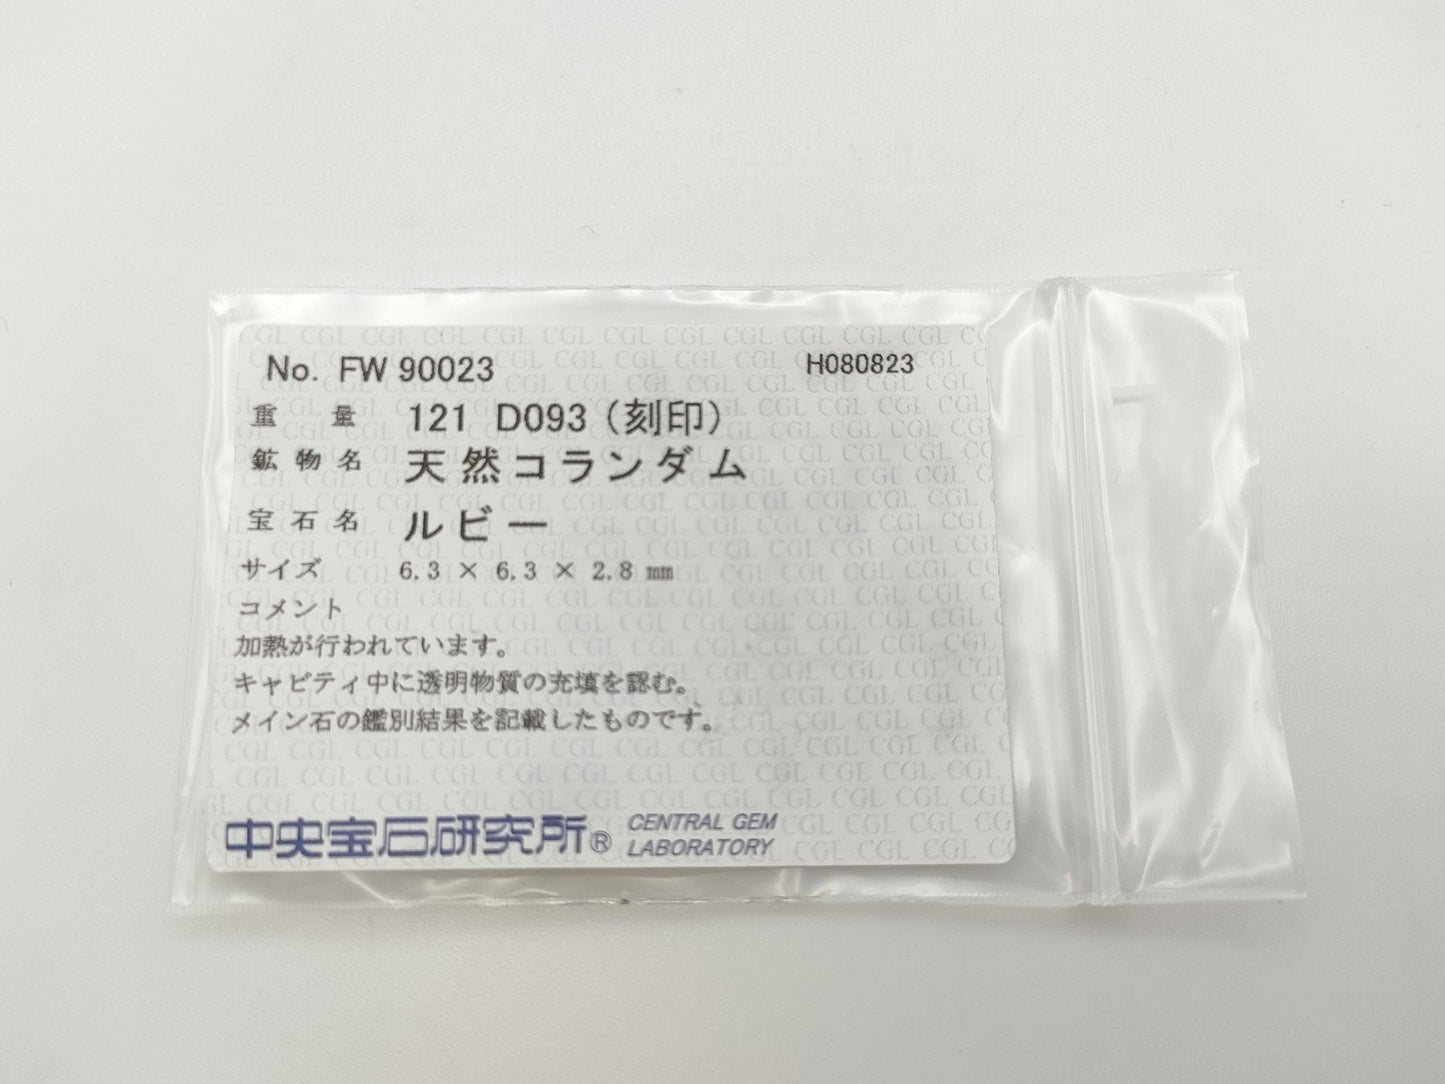 No. FW 90023 H080823
重量 121 D093（刻印）
鉱物名 天然コランダム
宝石名 ルビー
サイズ 6.3 × 6.3 × 2.8 ㎜
コメント
加熱が行われています。
キャビティ中に透明物質の充填を認む。
メイン石の鑑別結果を記載したものです。
中央宝石研究所® CENTRAL GEM
LABORATORY